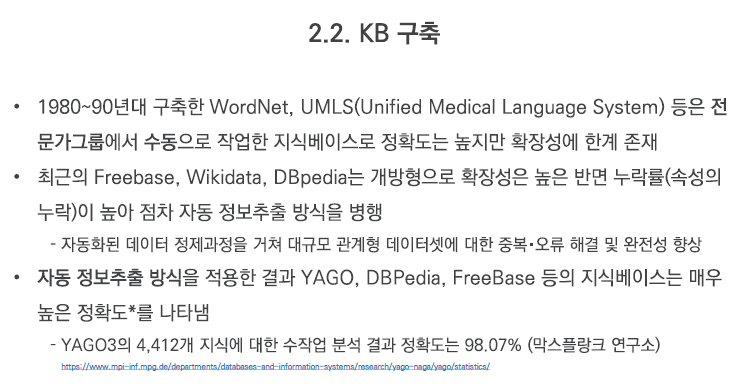 2.2. KB 구축
• 1980~90년대 구축한 WordNet, UMLS(Unified Medical Language System) 등은 전
문가그룹에서 수동으로 작업한 지식베이스로 정확도는 높지만 확장성에 한계 존재
• 최근의 Freebase, Wikidata, DBpedia는 개방형으로 확장성은 높은 반면 누락률(속성의
누락)이 높아 점차 자동 정보추출 방식을 병행
- 자동화된 데이터 정제과정을 거쳐 대규모 관계형 데이터셋에 대한 중복·오류 해결 및 완전성 향상
• 자동 정보추출 방식을 적용한 결과 YAGO, DBPedia, FreeBase 등의 지식베이스는 매우
높은 정확도*를 나타냄
- YAGO3의 4,412개 지식에 대한 수작업 분석 결과 정확도는 98.07% (막스플랑크 연구소)
https://www.mpi-inf.mpg.de/departments/databases-and-information-systems/research/yago-naga/yago/statistics/